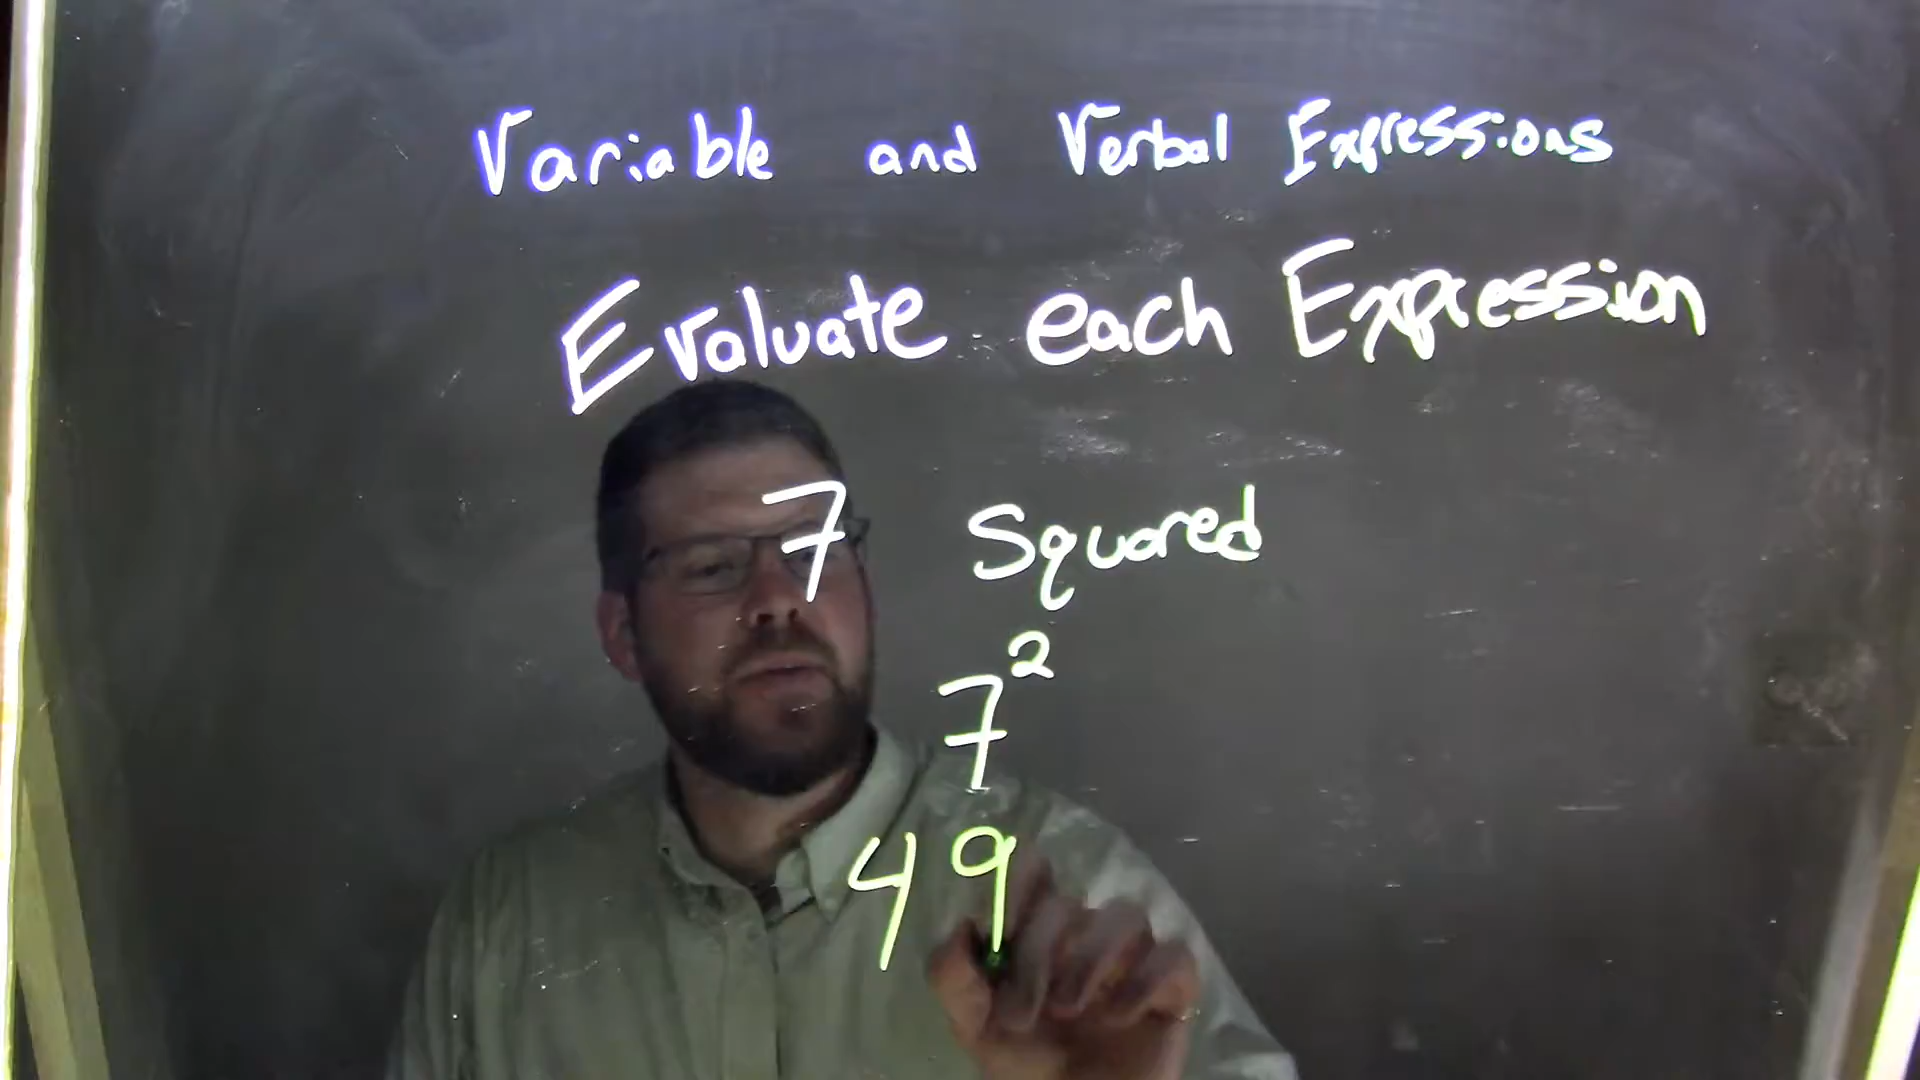 Variable and Verbal Expressions
Evaluate each Expression
7 Squared
7²
49